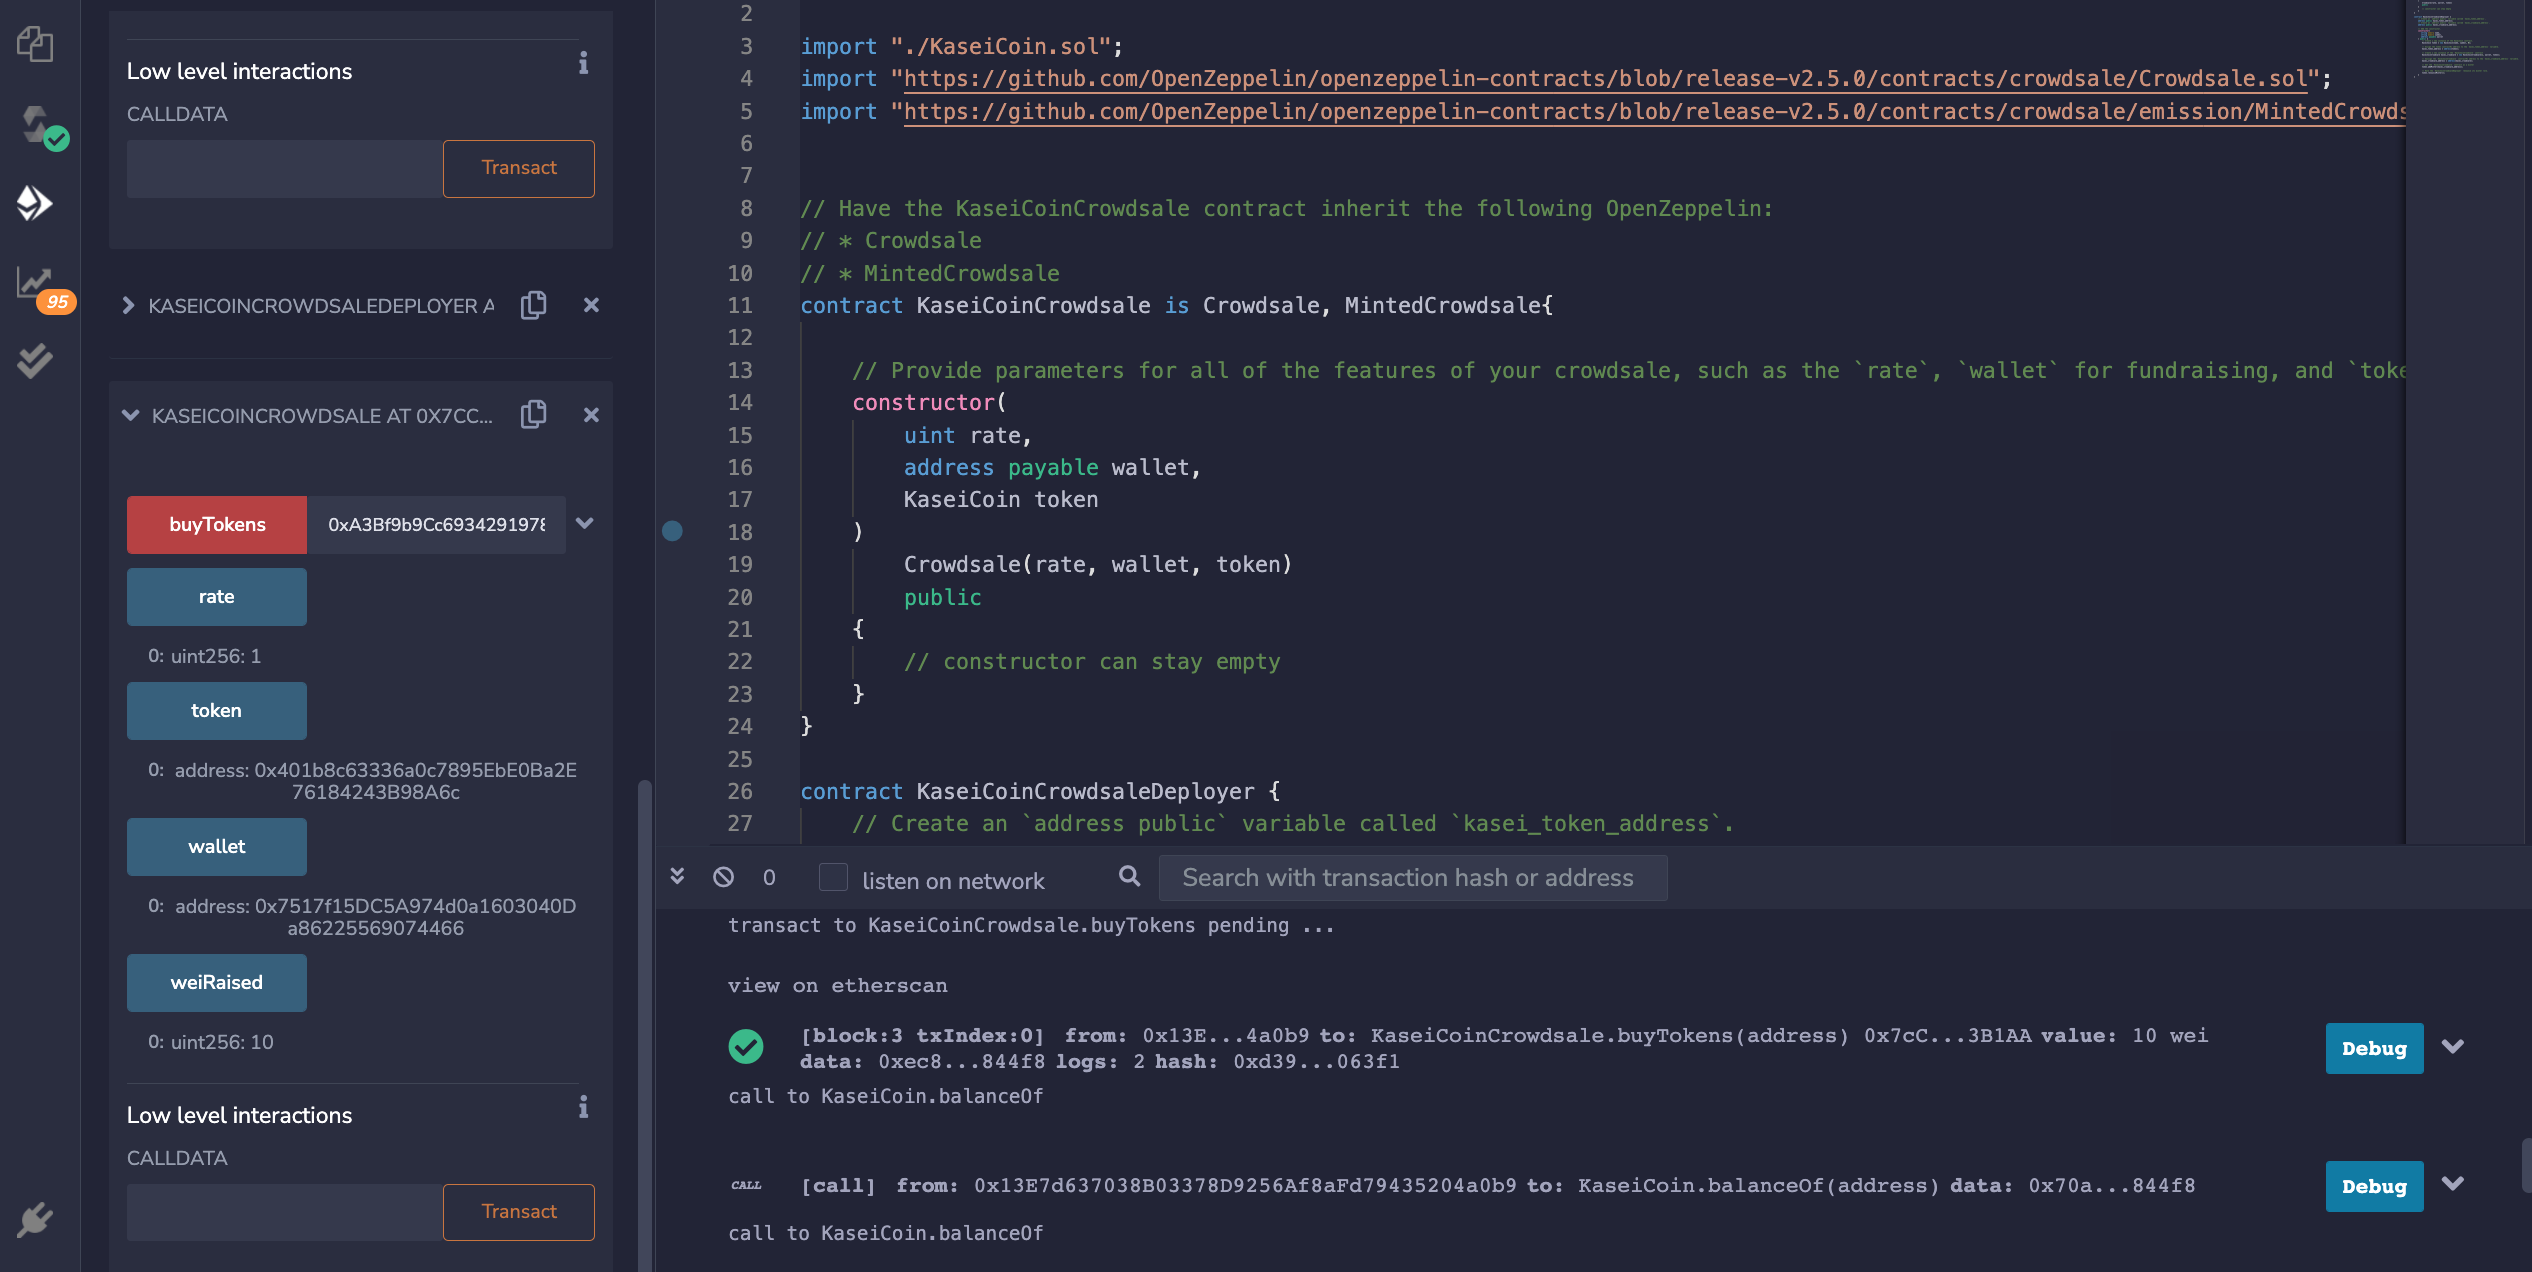 Low level interactions
CALLDATA
Transact
95
KASEICOINCROWDSALEDEPLOYER A
KASEICOINCROWDSALE AT 0X7CC...
buyTokens 0xA3Bf9b9Cc6934291978
rate
0: uint256: 1
token
0: address: 0x401b8c63336a0c7895EbE0Ba2E
76184243B98A6c
wallet
0: address: 0x7517f15DC5A974d0a1603040D
a86225569074466
weiRaised
0: uint256: 10
Low level interactions
CALLDATA
Transact
2
3 import "./KaseiCoin.sol";
4 import "https://github.com/OpenZeppelin/openzeppelin-contracts/blob/release-v2.5.0/contracts/crowdsale/Crowdsale.sol";
5 import "https://github.com/OpenZeppelin/openzeppelin-contracts/blob/release-v2.5.0/contracts/crowdsale/emission/MintedCrowds
6
7
8 // Have the KaseiCoinCrowdsale contract inherit the following OpenZeppelin:
9 // * Crowdsale
10 // * MintedCrowdsale
11 contract KaseiCoinCrowdsale is Crowdsale, MintedCrowdsale{
12
13 // Provide parameters for all of the features of your crowdsale, such as the `rate`, `wallet` for fundraising, and `toke
14 constructor(
15 uint rate,
16 address payable wallet,
17 KaseiCoin token
18 )
19 Crowdsale(rate, wallet, token)
20 public
21 {
22 // constructor can stay empty
23 }
24 }
25
26 contract KaseiCoinCrowdsaleDeployer {
27 // Create an `address public` variable called `kasei_token_address`.
0 listen on network Search with transaction hash or address
transact to KaseiCoinCrowdsale.buyTokens pending ...
view on etherscan
[block:3 txIndex:0] from: 0x13E...4a0b9 to: KaseiCoinCrowdsale.buyTokens(address) 0x7cC...3B1AA value: 10 wei
data: 0xec8...844f8 logs: 2 hash: 0xd39...063f1
Debug
call to KaseiCoin.balanceOf
CALL [call] from: 0x13E7d637038B03378D9256Af8aFd79435204a0b9 to: KaseiCoin.balanceOf(address) data: 0x70a...844f8
Debug
call to KaseiCoin.balanceOf